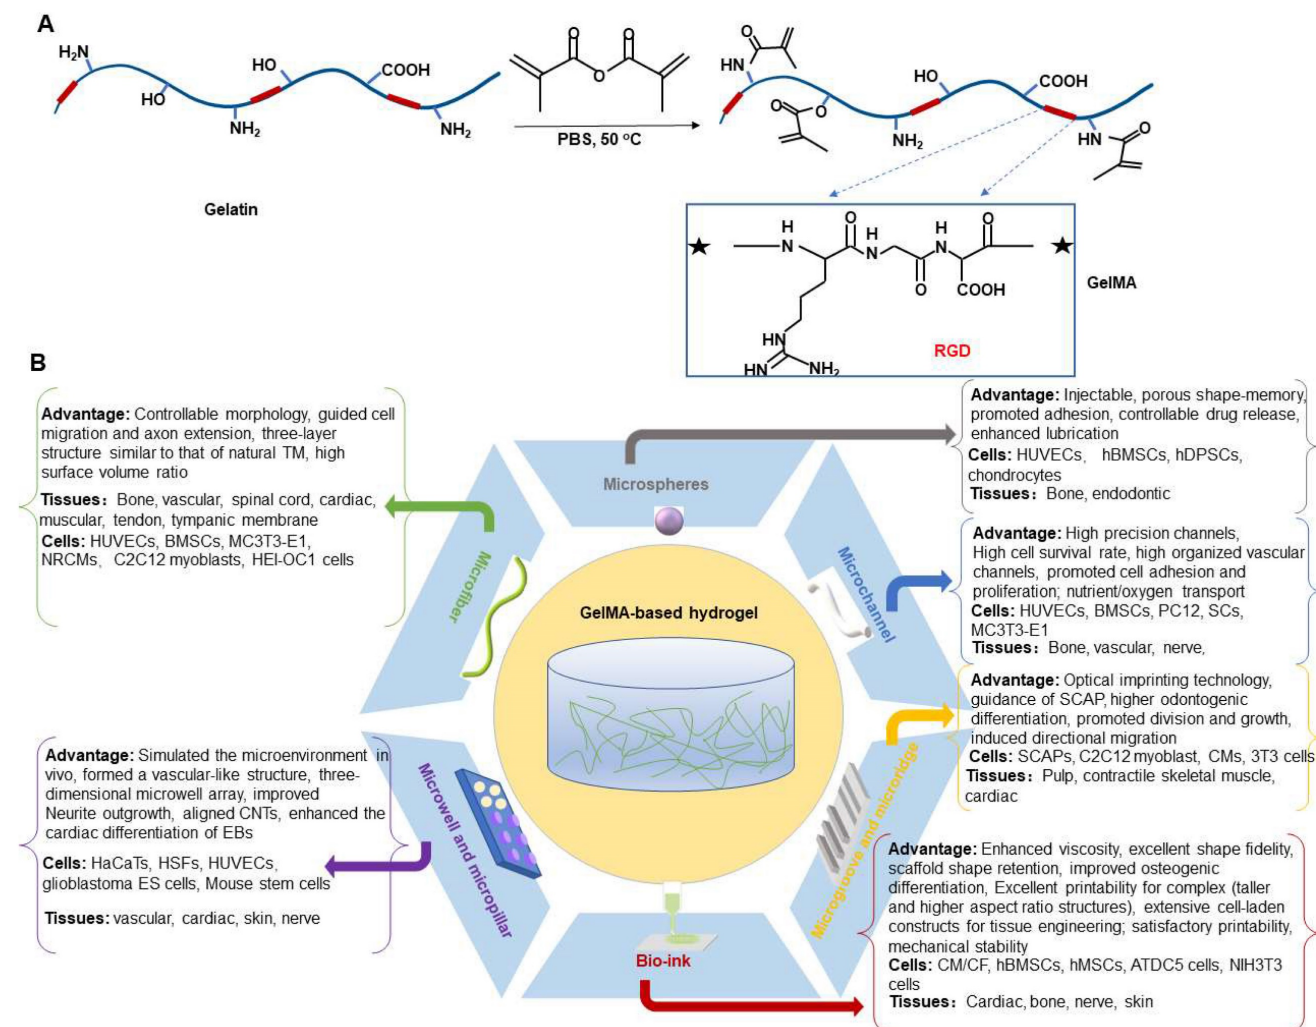 A
H₂N
HO
HO
NH₂
COOH
NH₂
Gelatin
O
O
O
PBS, 50 °C
O
HN
O
O
HO
NH₂
COOH
HN
O
H
N
O
H
N
O
H
N
O
COOH
HN
HN
NH₂
RGD
GelMA
B
Advantage: Controllable morphology, guided cell
migration and axon extension, three-layer
structure similar to that of natural TM, high
surface volume ratio
Tissues: Bone, vascular, spinal cord, cardiac,
muscular, tendon, tympanic membrane
Cells: HUVECs, BMSCs, MC3T3-E1,
NRCMs、 C2C12 myoblasts, HEI-OC1 cells
Microfiber
Microspheres
Advantage: Injectable, porous shape-memory,
promoted adhesion, controllable drug release,
enhanced lubrication
Cells: HUVECs、 hBMSCs, hDPSCs,
chondrocytes
Tissues: Bone, endodontic
Microchannel
Advantage: High precision channels,
High cell survival rate, high organized vascular
channels, promoted cell adhesion and
proliferation; nutrient/oxygen transport
Cells: HUVECs, BMSCs, PC12, SCs,
MC3T3-E1
Tissues: Bone, vascular, nerve,
GelMA-based hydrogel
Advantage: Optical imprinting technology,
guidance of SCAP, higher odontogenic
differentiation, promoted division and growth,
induced directional migration
Cells: SCAPs, C2C12 myoblast, CMs, 3T3 cells
Tissues: Pulp, contractile skeletal muscle,
cardiac
Microgroove and microridge
Advantage: Simulated the microenvironment in
vivo, formed a vascular-like structure, three-
dimensional microwell array, improved
Neurite outgrowth, aligned CNTs, enhanced the
cardiac differentiation of EBs
Cells: HaCaTs, HSFs, HUVECs,
glioblastoma ES cells, Mouse stem cells
Tissues: vascular, cardiac, skin, nerve
Microwell and micropillar
Bio-ink
Advantage: Enhanced viscosity, excellent shape fidelity,
scaffold shape retention, improved osteogenic
differentiation, Excellent printability for complex (taller
and higher aspect ratio structures), extensive cell-laden
constructs for tissue engineering; satisfactory printability,
mechanical stability
Cells: CM/CF, hBMSCs, hMSCs, ATDC5 cells, NIH3T3
cells
Tissues: Cardiac, bone, nerve, skin